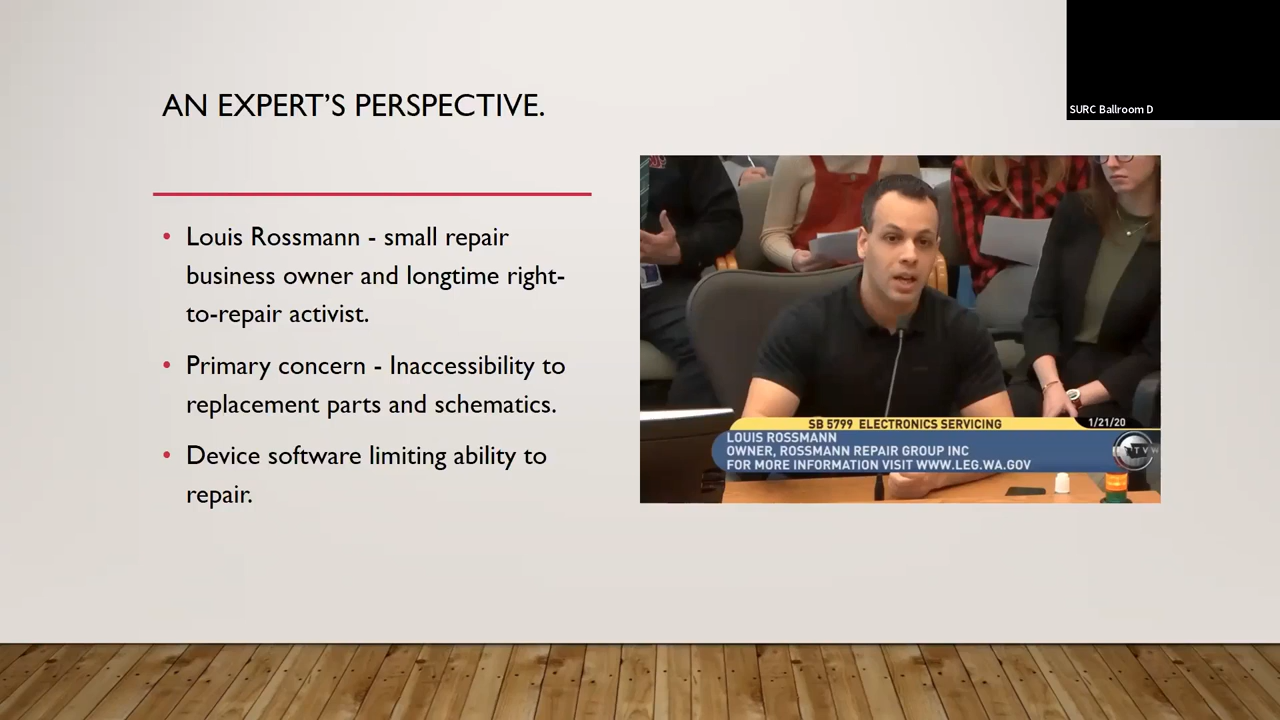 SURC Ballroom D
AN EXPERT’S PERSPECTIVE.
• Louis Rossmann - small repair
business owner and longtime right-
to-repair activist.
• Primary concern - Inaccessibility to
replacement parts and schematics.
• Device software limiting ability to
repair.
SB 5799 ELECTRONICS SERVICING
1/21/20
LOUIS ROSSMANN
OWNER, ROSSMANN REPAIR GROUP INC
FOR MORE INFORMATION VISIT WWW.LEG.WA.GOV
TVW